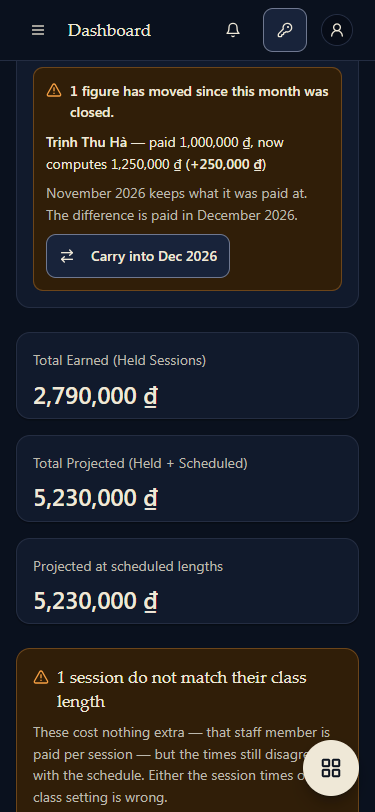 Dashboard
1 figure has moved since this month was
closed.
Trịnh Thu Hà — paid 1,000,000 ₫, now
computes 1,250,000 ₫ (+250,000 ₫)
November 2026 keeps what it was paid at.
The difference is paid in December 2026.
Carry into Dec 2026
Total Earned (Held Sessions)
2,790,000 ₫
Total Projected (Held + Scheduled)
5,230,000 ₫
Projected at scheduled lengths
5,230,000 ₫
1 session do not match their class
length
These cost nothing extra — that staff member is
paid per session — but the times still
with the schedule. Either the session times
class setting is wrong.